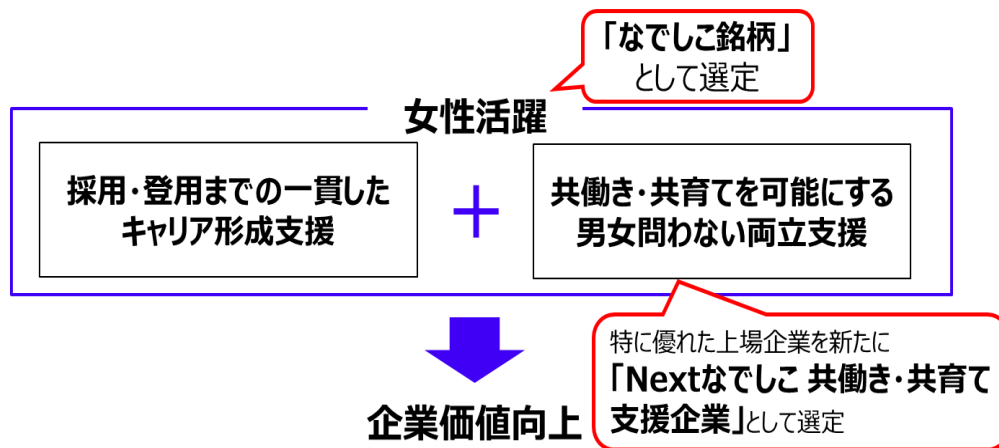 「なでしこ銘柄」
として選定
女性活躍
採用・登用までの一貫した
キャリア形成支援
+
共働き・共育てを可能にする
男女問わない両立支援
特に優れた上場企業を新たに
「Nextなでしこ 共働き・共育て
支援企業」として選定
企業価値向上